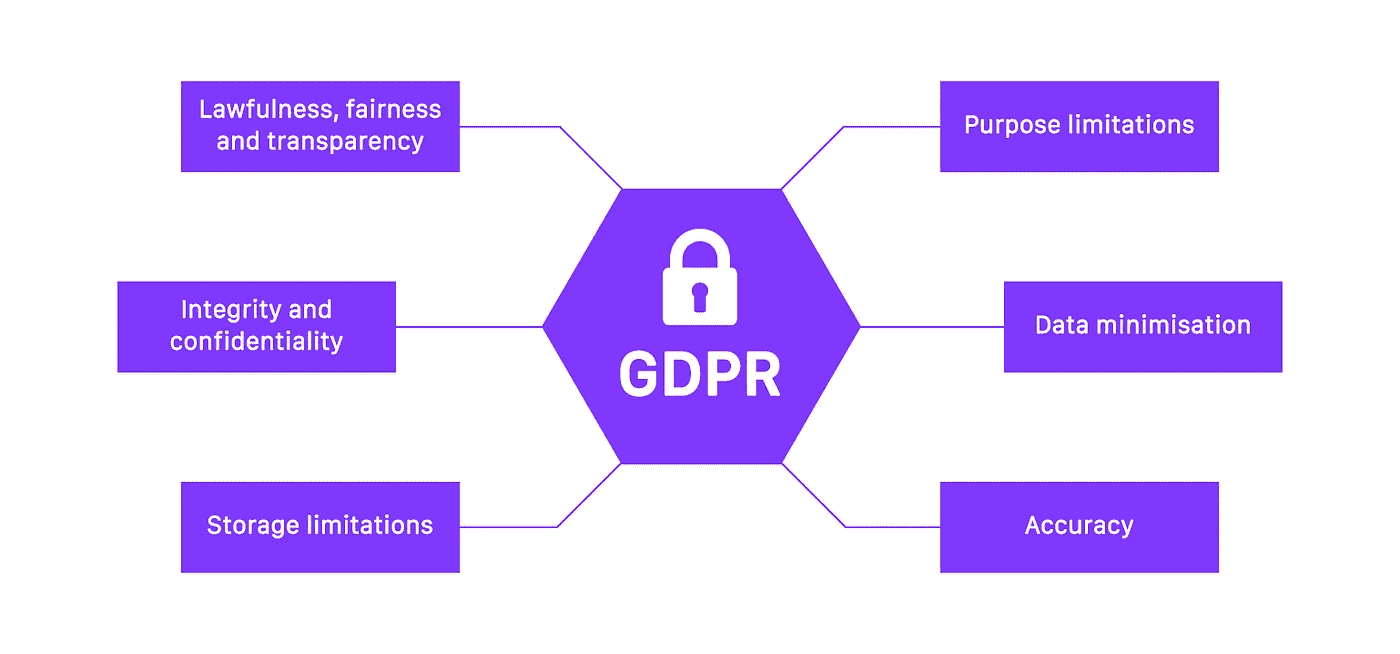 Lawfulness, fairness
and transparency
Purpose limitations
Integrity and
confidentiality
GDPR
Data minimisation
Storage limitations
Accuracy